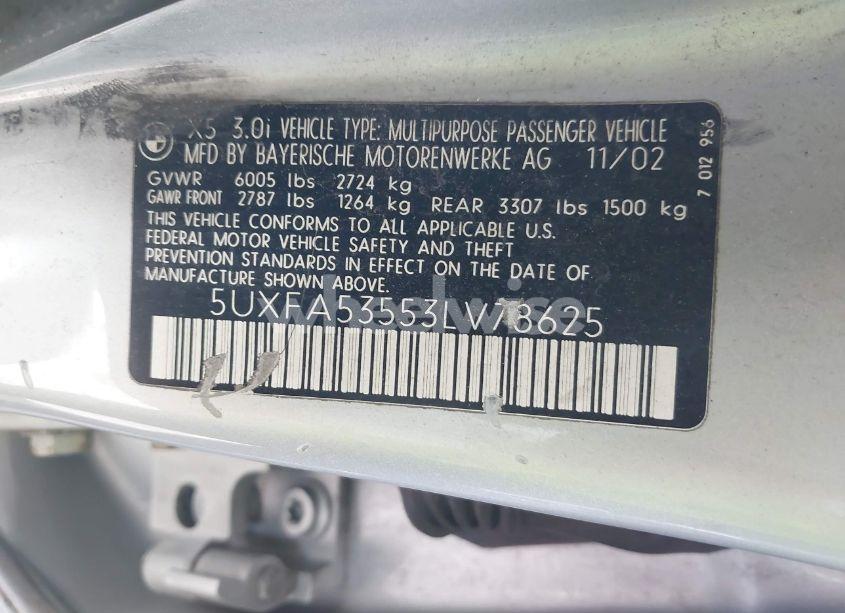 X5 3.0i VEHICLE TYPE: MULTIPURPOSE PASSENGER VEHICLE
MFD BY BAYERISCHE MOTORENWERKE AG 11/02
GVWR 6005 lbs 2724 kg
GAWR FRONT 2787 lbs 1264 kg REAR 3307 lbs 1500 kg
THIS VEHICLE CONFORMS TO ALL APPLICABLE U.S.
FEDERAL MOTOR VEHICLE SAFETY AND THEFT
PREVENTION STANDARDS IN EFFECT ON THE DATE OF
MANUFACTURE SHOWN ABOVE.
5UXFA53553LW78625
7 012 956
wheelwise